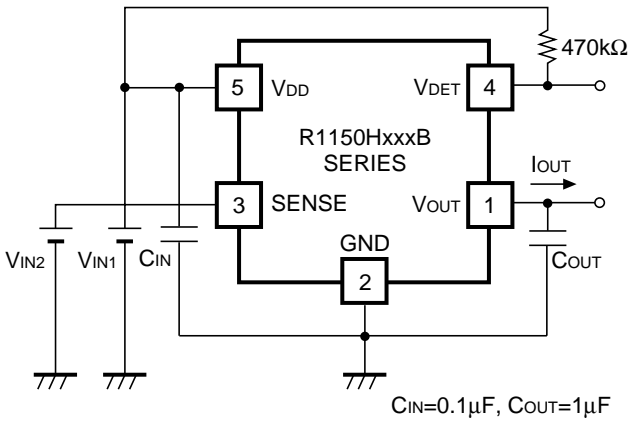 470kΩ
5 VDD VDET 4
R1150HxxxB
SERIES
IOUT
3 SENSE VOUT 1
GND
VIN2 VIN1 CIN COUT
2
CIN=0.1μF, COUT=1μF